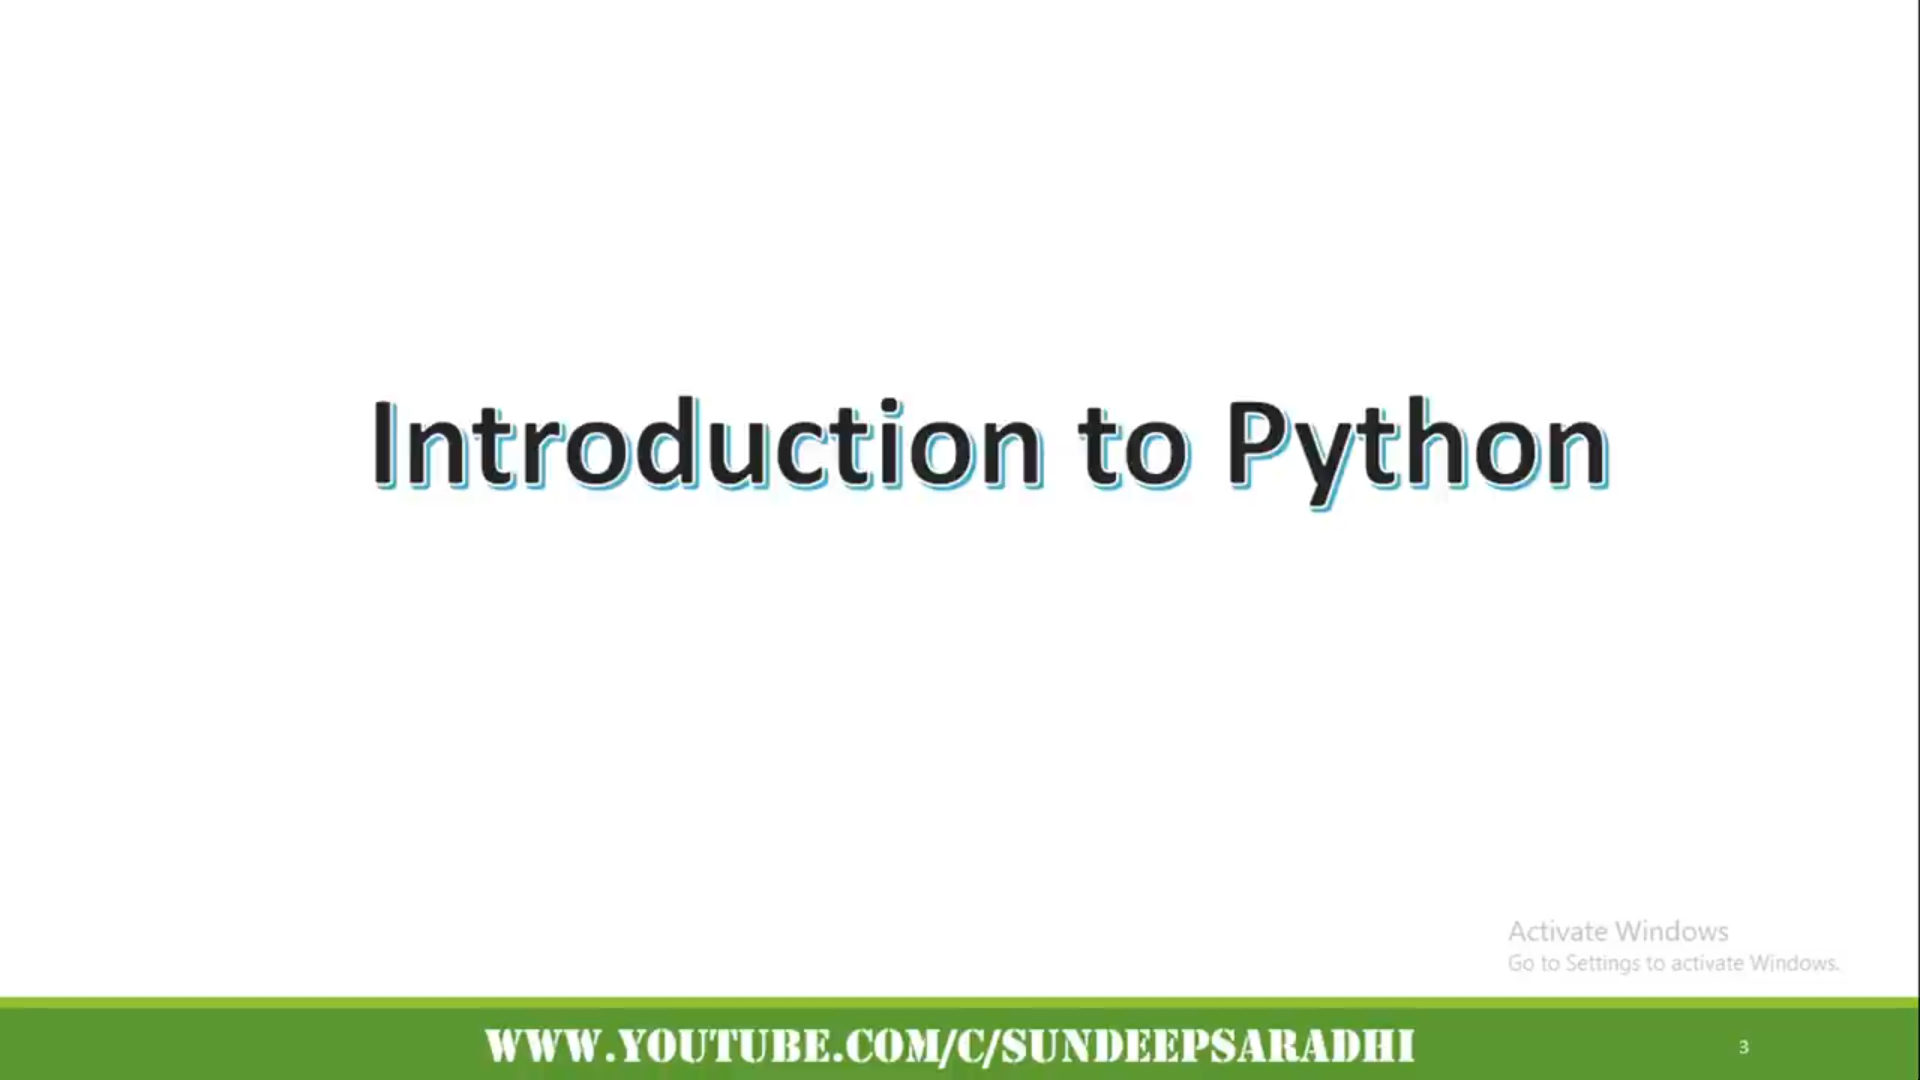 Introduction to Python
Activate Windows
Go to Settings to activate Windows.
WWW.YOUTUBE.COM/C/SUNDEEPSARADHI
3